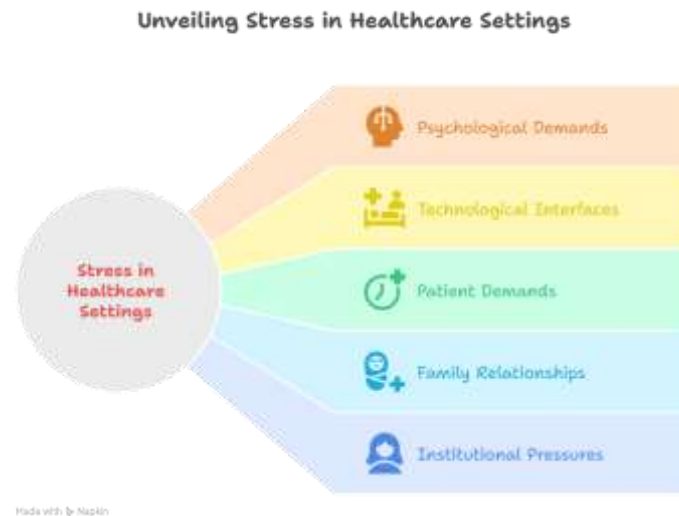 Unveiling Stress in Healthcare Settings
Psychological Demands
Technological Interfaces
Stress in
Healthcare
Settings
Patient Demands
Family Relationships
Institutional Pressures
Made with Napkin